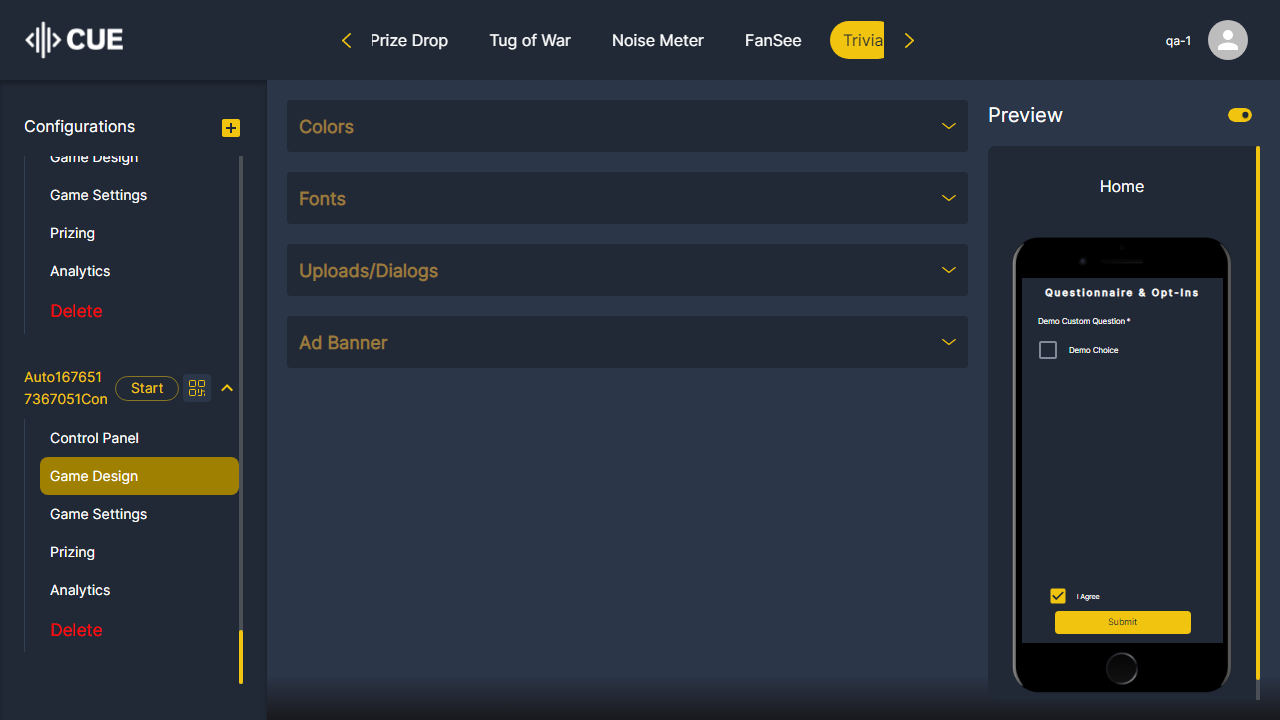 CUE
Prize Drop
Tug of War
Noise Meter
FanSee
Trivia
qa-1
Configurations
Game Design
Game Settings
Prizing
Analytics
Delete
Auto167651
7367051Con
Start
Control Panel
Game Design
Game Settings
Prizing
Analytics
Delete
Colors
Fonts
Uploads/Dialogs
Ad Banner
Preview
Home
Questionnaire & Opt-Ins
Demo Custom Question *
Demo Choice
I Agree
Submit